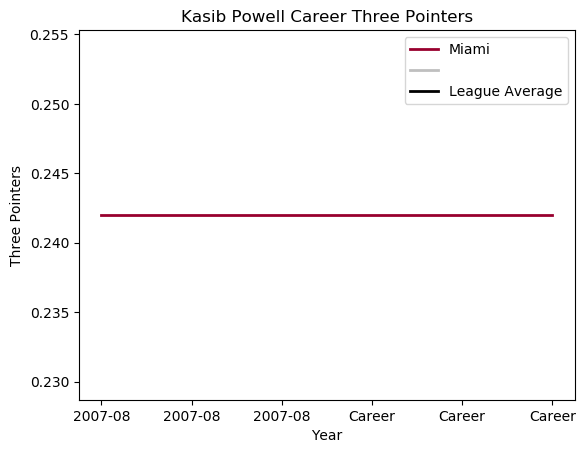 Kasib Powell Career Three Pointers
Miami
League Average
Three Pointers
0.255
0.250
0.245
0.240
0.235
0.230
2007-08 2007-08 2007-08 Career Career Career
Year